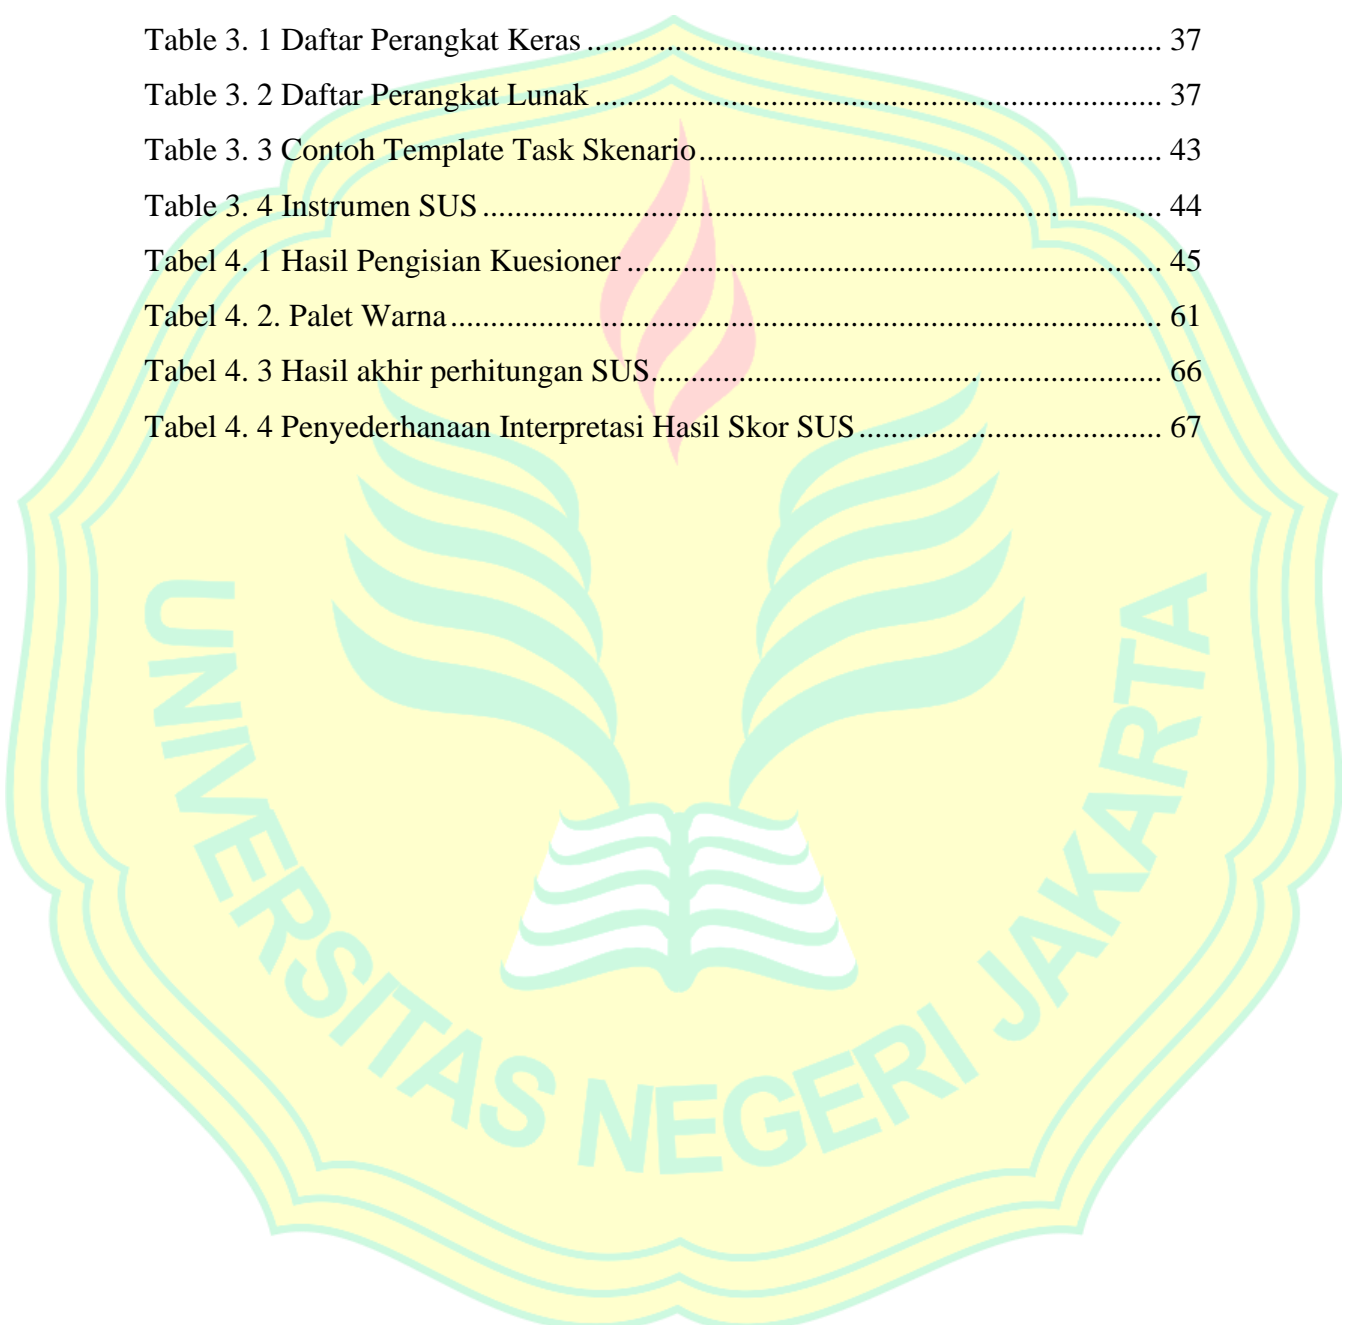 Table 3. 1 Daftar Perangkat Keras ...................................................................... 37
Table 3. 2 Daftar Perangkat Lunak ..................................................................... 37
Table 3. 3 Contoh Template Task Skenario ........................................................ 43
Table 3. 4 Instrumen SUS ................................................................................... 44
Tabel 4. 1 Hasil Pengisian Kuesioner ................................................................. 45
Tabel 4. 2. Palet Warna ....................................................................................... 61
Tabel 4. 3 Hasil akhir perhitungan SUS.............................................................. 66
Tabel 4. 4 Penyederhanaan Interpretasi Hasil Skor SUS ..................................... 67
UNIVERSITAS NEGERI JAKARTA